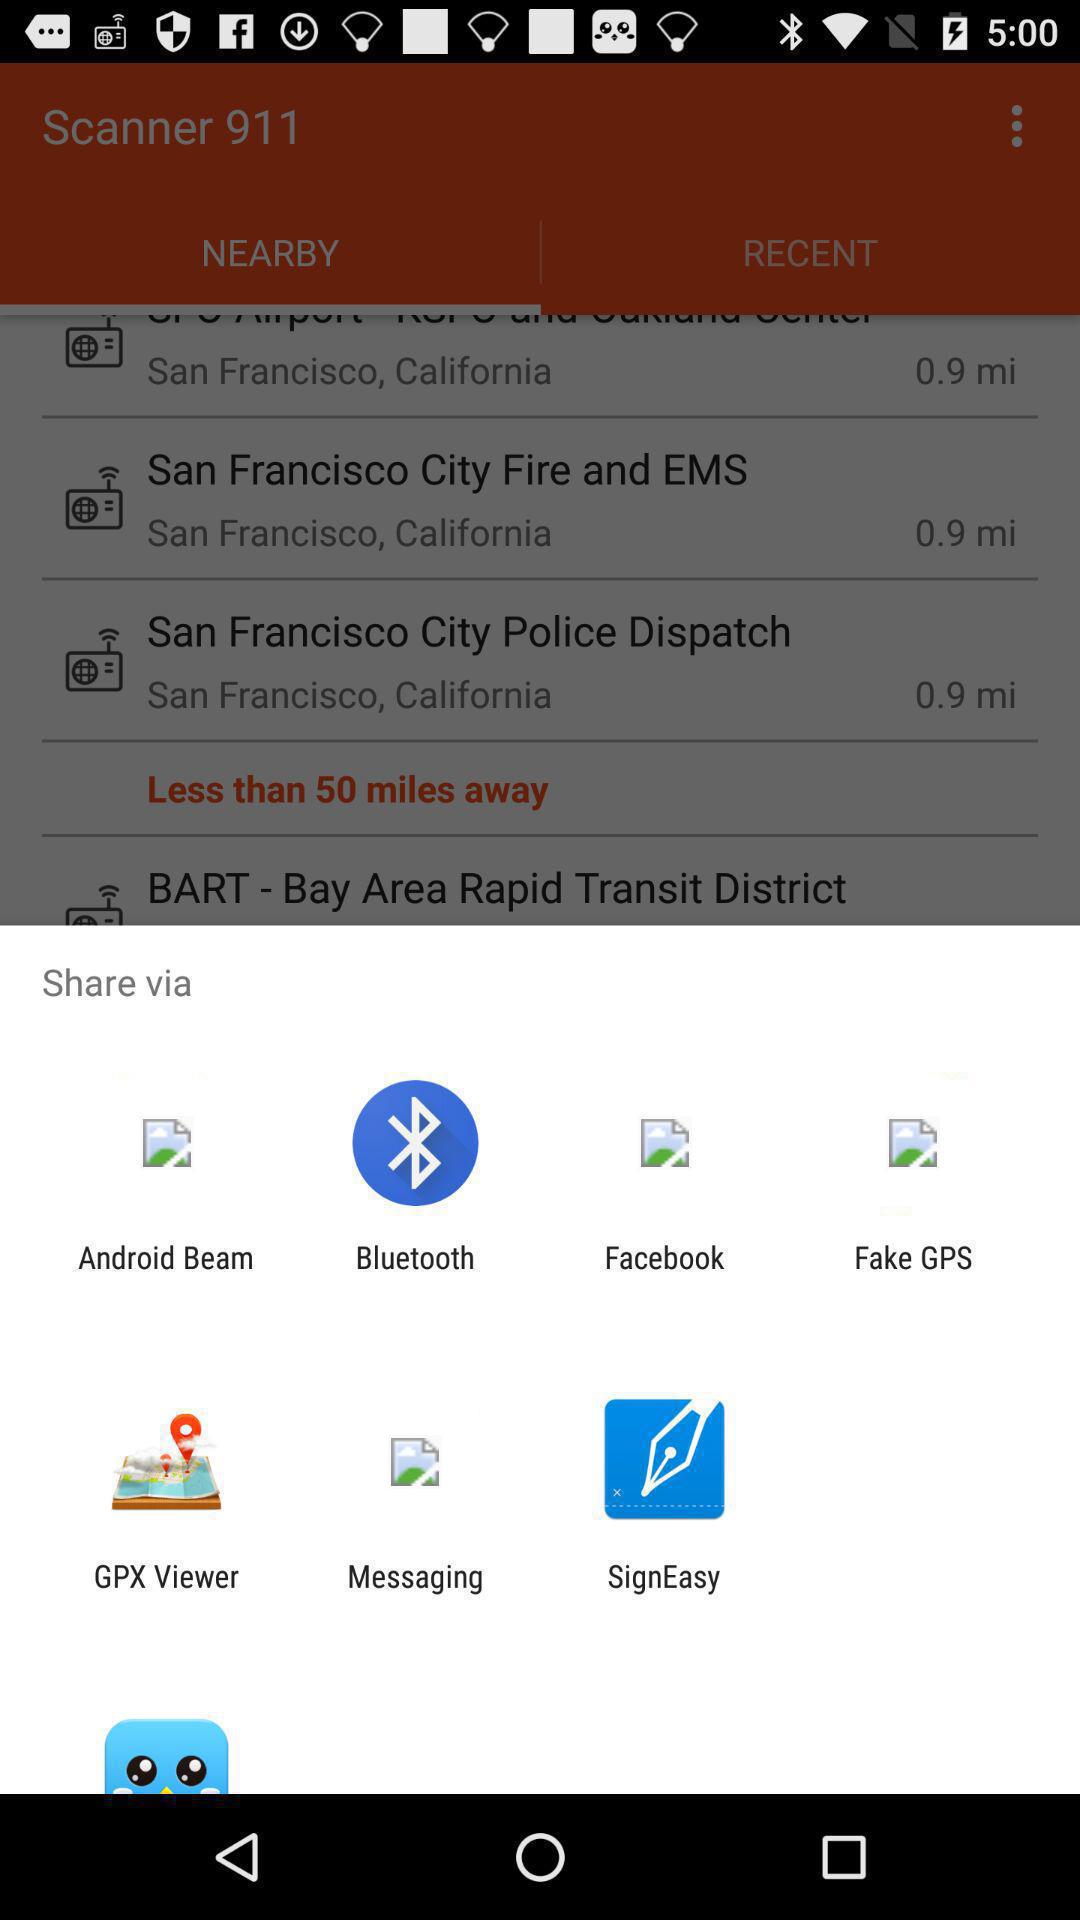 5:00
Scanner 911
NEARBY
RECENT
San Francisco, California
0.9 mi
San Francisco City Fire and EMS
San Francisco, California
0.9 mi
San Francisco City Police Dispatch
San Francisco, California
0.9 mi
Less than 50 miles away
BART - Bay Area Rapid Transit District
Share via
Android Beam
Bluetooth
Facebook
Fake GPS
GPX Viewer
Messaging
SignEasy